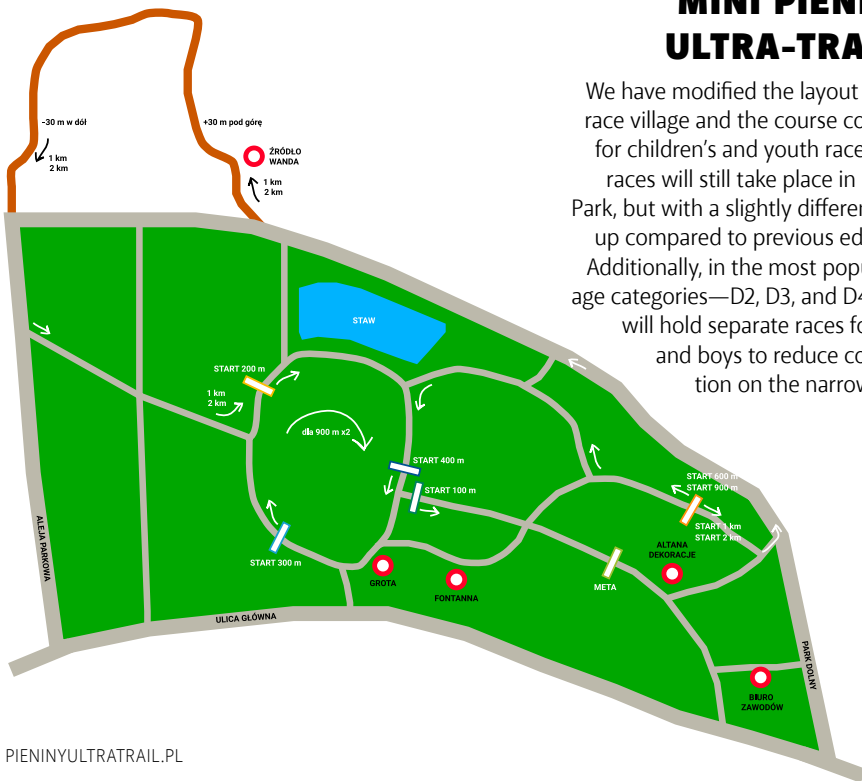 MINI PIENI
ULTRA-TRA
We have modified the layout
race village and the course co
for children's and youth race
races will still take place in
Park, but with a slightly differen
up compared to previous ed
Additionally, in the most popu
age categories—D2, D3, and D4
will hold separate races fo
and boys to reduce co
tion on the narrow
-30 m w dół
1 km
2 km
+30 m pod górę
ŹRÓDŁO
WANDA
1 km
2 km
STAW
START 200 m
1 km
2 km
dla 900 m x2
START 400 m
START 100 m
START 600 m
START 900 m
START 1 km
START 2 km
ALTANA
DEKORACJE
START 300 m
GROTA
FONTANNA
META
ALEJA PARKOWA
ULICA GŁÓWNA
PARK DOLNY
BIURO
ZAWODÓW
PIENINYULTRATRAIL.PL